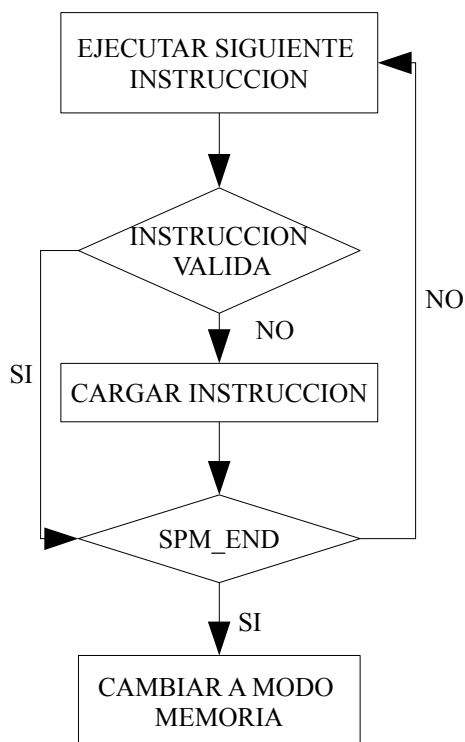 EJECUTAR SIGUIENTE
INSTRUCCION
INSTRUCCION
VALIDA
NO
NO
SI
CARGAR INSTRUCCION
SPM_END
SI
CAMBIAR A MODO
MEMORIA